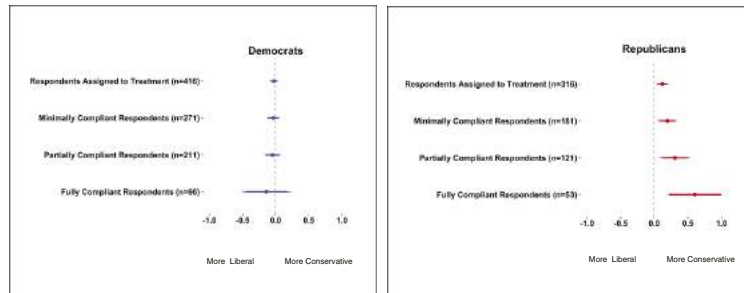 Democrats
Respondents Assigned to Treatment (n=416)
Minimally Compliant Respondents (n=271)
Partially Compliant Respondents (n=211)
Fully Compliant Respondents (n=66)
-1.0 -0.5 0.0 0.5 1.0
More Liberal More Conservative
Republicans
Respondents Assigned to Treatment (n=316)
Minimally Compliant Respondents (n=181)
Partially Compliant Respondents (n=121)
Fully Compliant Respondents (n=53)
-1.0 -0.5 0.0 0.5 1.0
More Liberal More Conservative